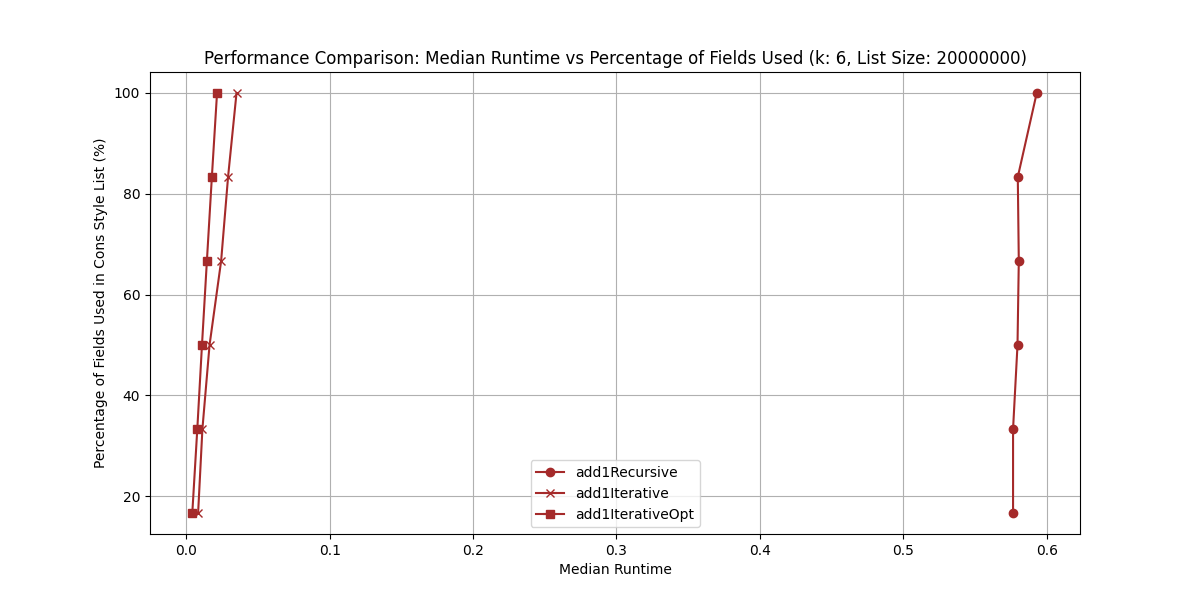 Performance Comparison: Median Runtime vs Percentage of Fields Used (k: 6, List Size: 20000000)
Percentage of Fields Used in Cons Style List (%)
100
80
60
40
20
add1Recursive
add1Iterative
add1IterativeOpt
0.0 0.1 0.2 0.3 0.4 0.5 0.6
Median Runtime